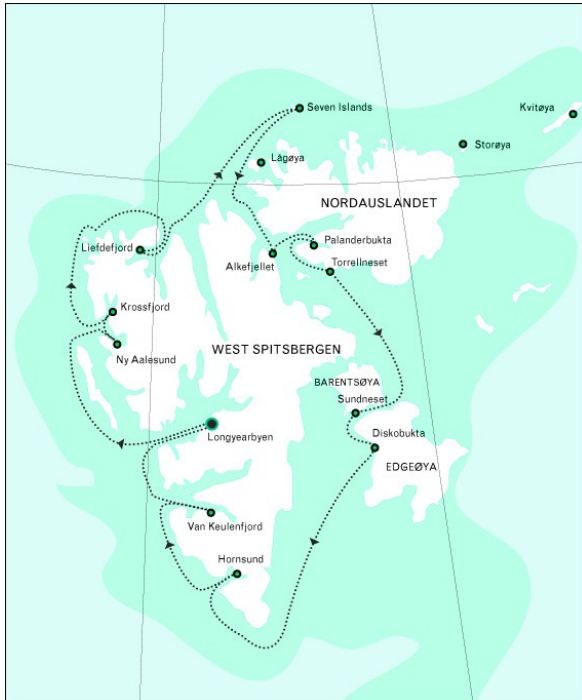 Seven Islands
Kvitøya
Storøya
Lågøya
NORDAUSLANDET
Liefdefjord
Palanderbukta
Alkefjellet
Torrellneset
Krossfjord
WEST SPITSBERGEN
Ny Aalesund
BARENTSØYA
Sundneset
Longyearbyen
Diskobukta
EDGEØYA
Van Keulenfjord
Hornsund